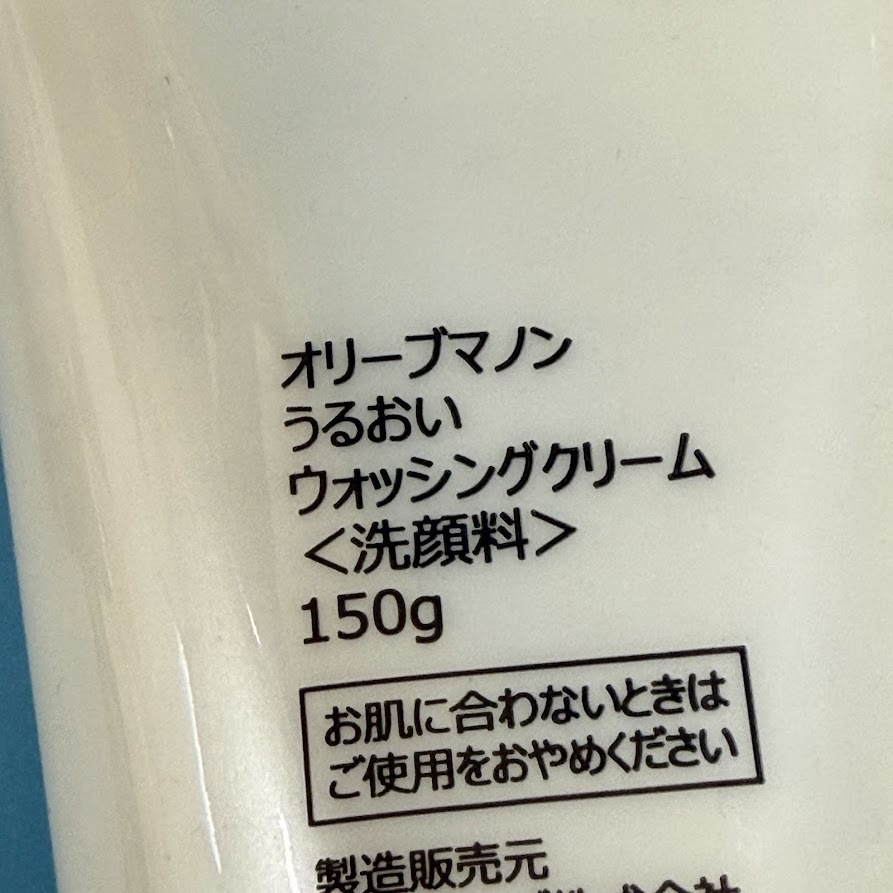 オリーブマノン
うるおい
ウォッシングクリーム
＜洗顔料＞
150g
お肌に合わないときは
ご使用をおやめください
製造販売元